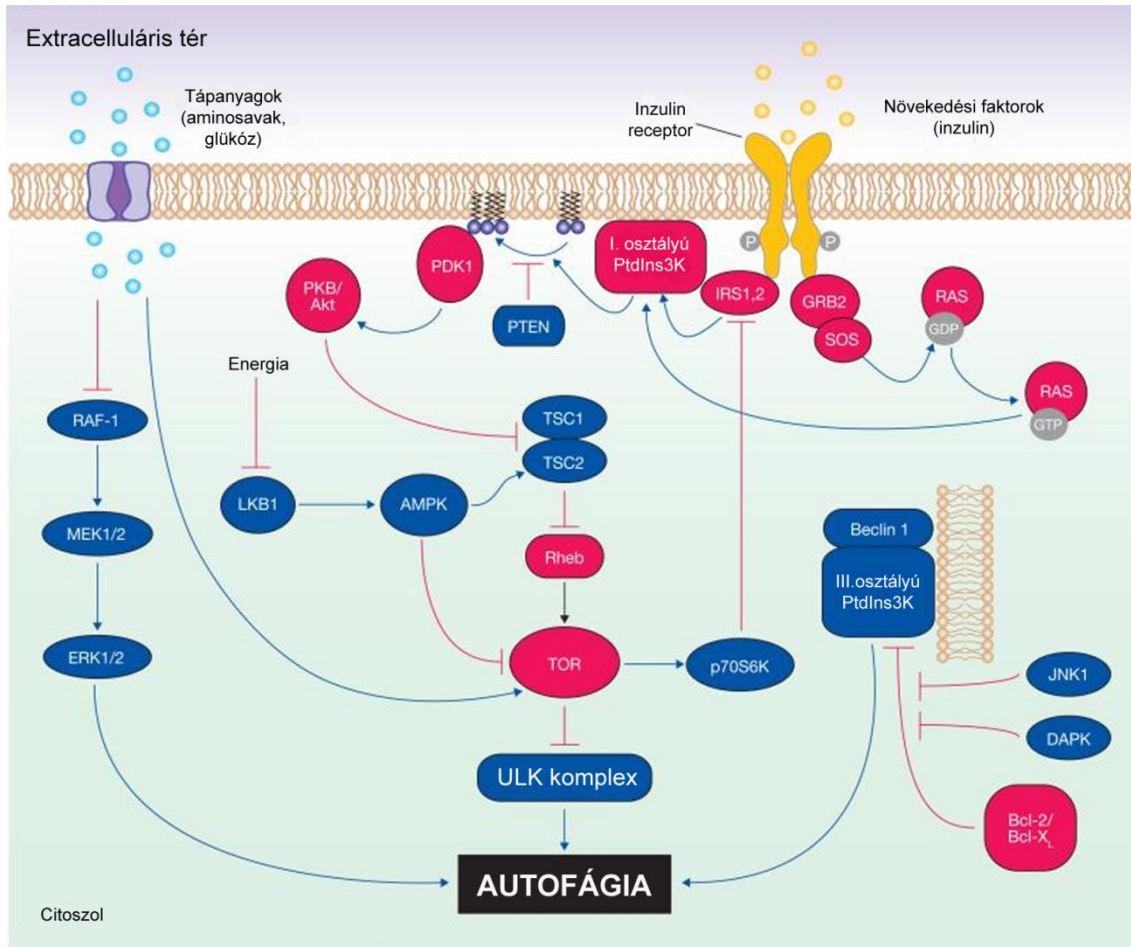 Extracelluláris tér
Tápanyagok
(aminosavak,
glükóz)
Inzulin
receptor
Növekedési faktorok
(inzulin)
P
P
I. osztályú
PtdIns3K
PDK1
IRS1,2
GRB2
RAS
GDP
PKB/
Akt
PTEN
SOS
Energia
RAS
GTP
RAF-1
TSC1
TSC2
LKB1
AMPK
MEK1/2
Beclin 1
Rheb
III.osztályú
PtdIns3K
ERK1/2
TOR
p70S6K
JNK1
DAPK
ULK komplex
Bcl-2/
Bcl-XL
AUTOFÁGIA
Citoszol